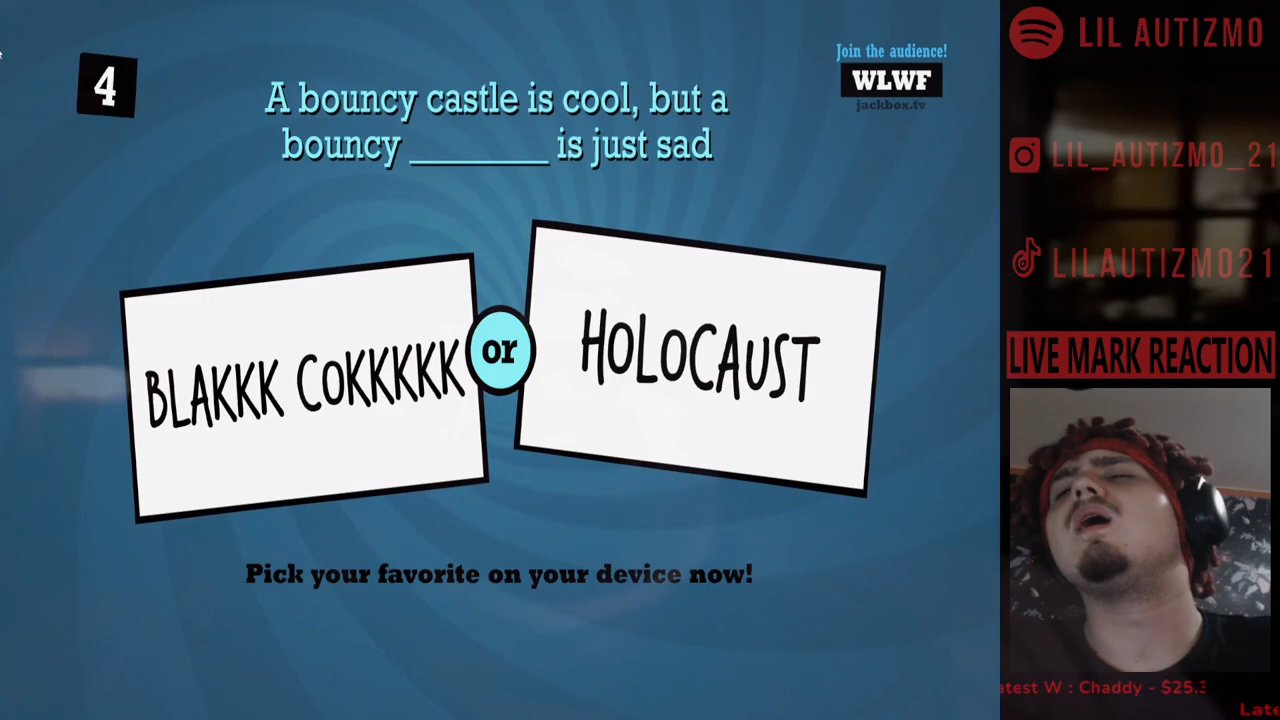 4
A bouncy castle is cool, but a
bouncy ________ is just sad
Join the audience!
WLWF
jackbox.tv
BLAKKK COKKKKK
or
HOLOCAUST
Pick your favorite on your device now!
LIL AUTIZMO
LIL_AUTIZMO_21
LILAUTIZMO21
LIVE MARK REACTION
atest W : Chaddy - $25.3
Late